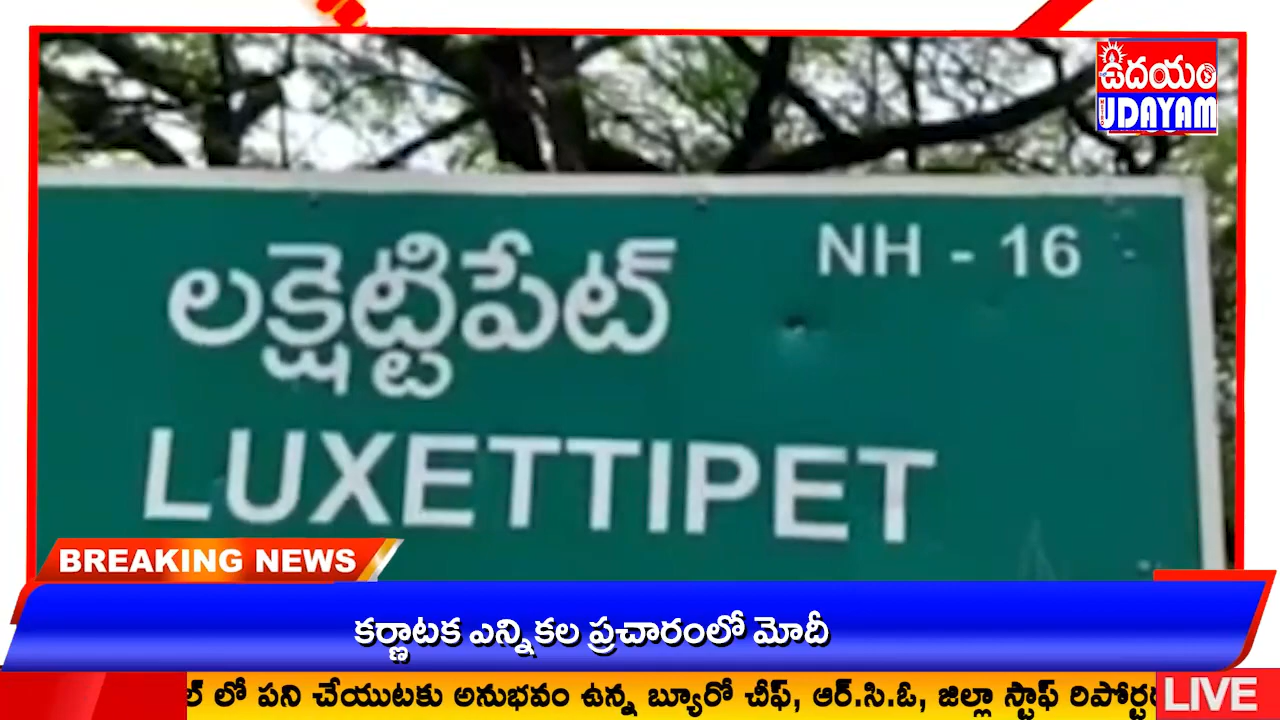 ఉదయం
UDAYAM
NH - 16
లక్షెట్టిపేట్
LUXETTIPET
BREAKING NEWS
కర్ణాటక ఎన్నికల ప్రచారంలో మోదీ
ల్ లో పని చేయుటకు అనుభవం ఉన్న బ్యూరో చీఫ్, ఆర్.సి.ఓ, జిల్లా స్టాఫ్ రిపోర్టర
LIVE